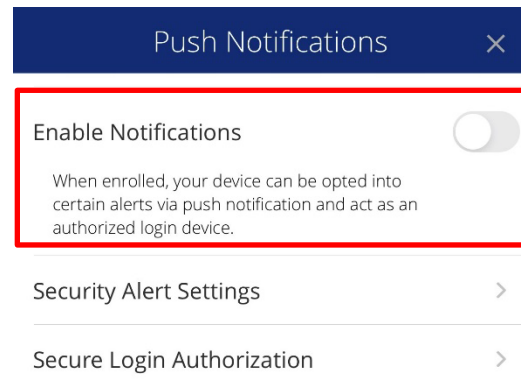 Push Notifications
Enable Notifications
When enrolled, your device can be opted into
certain alerts via push notification and act as an
authorized login device.
Security Alert Settings
Secure Login Authorization